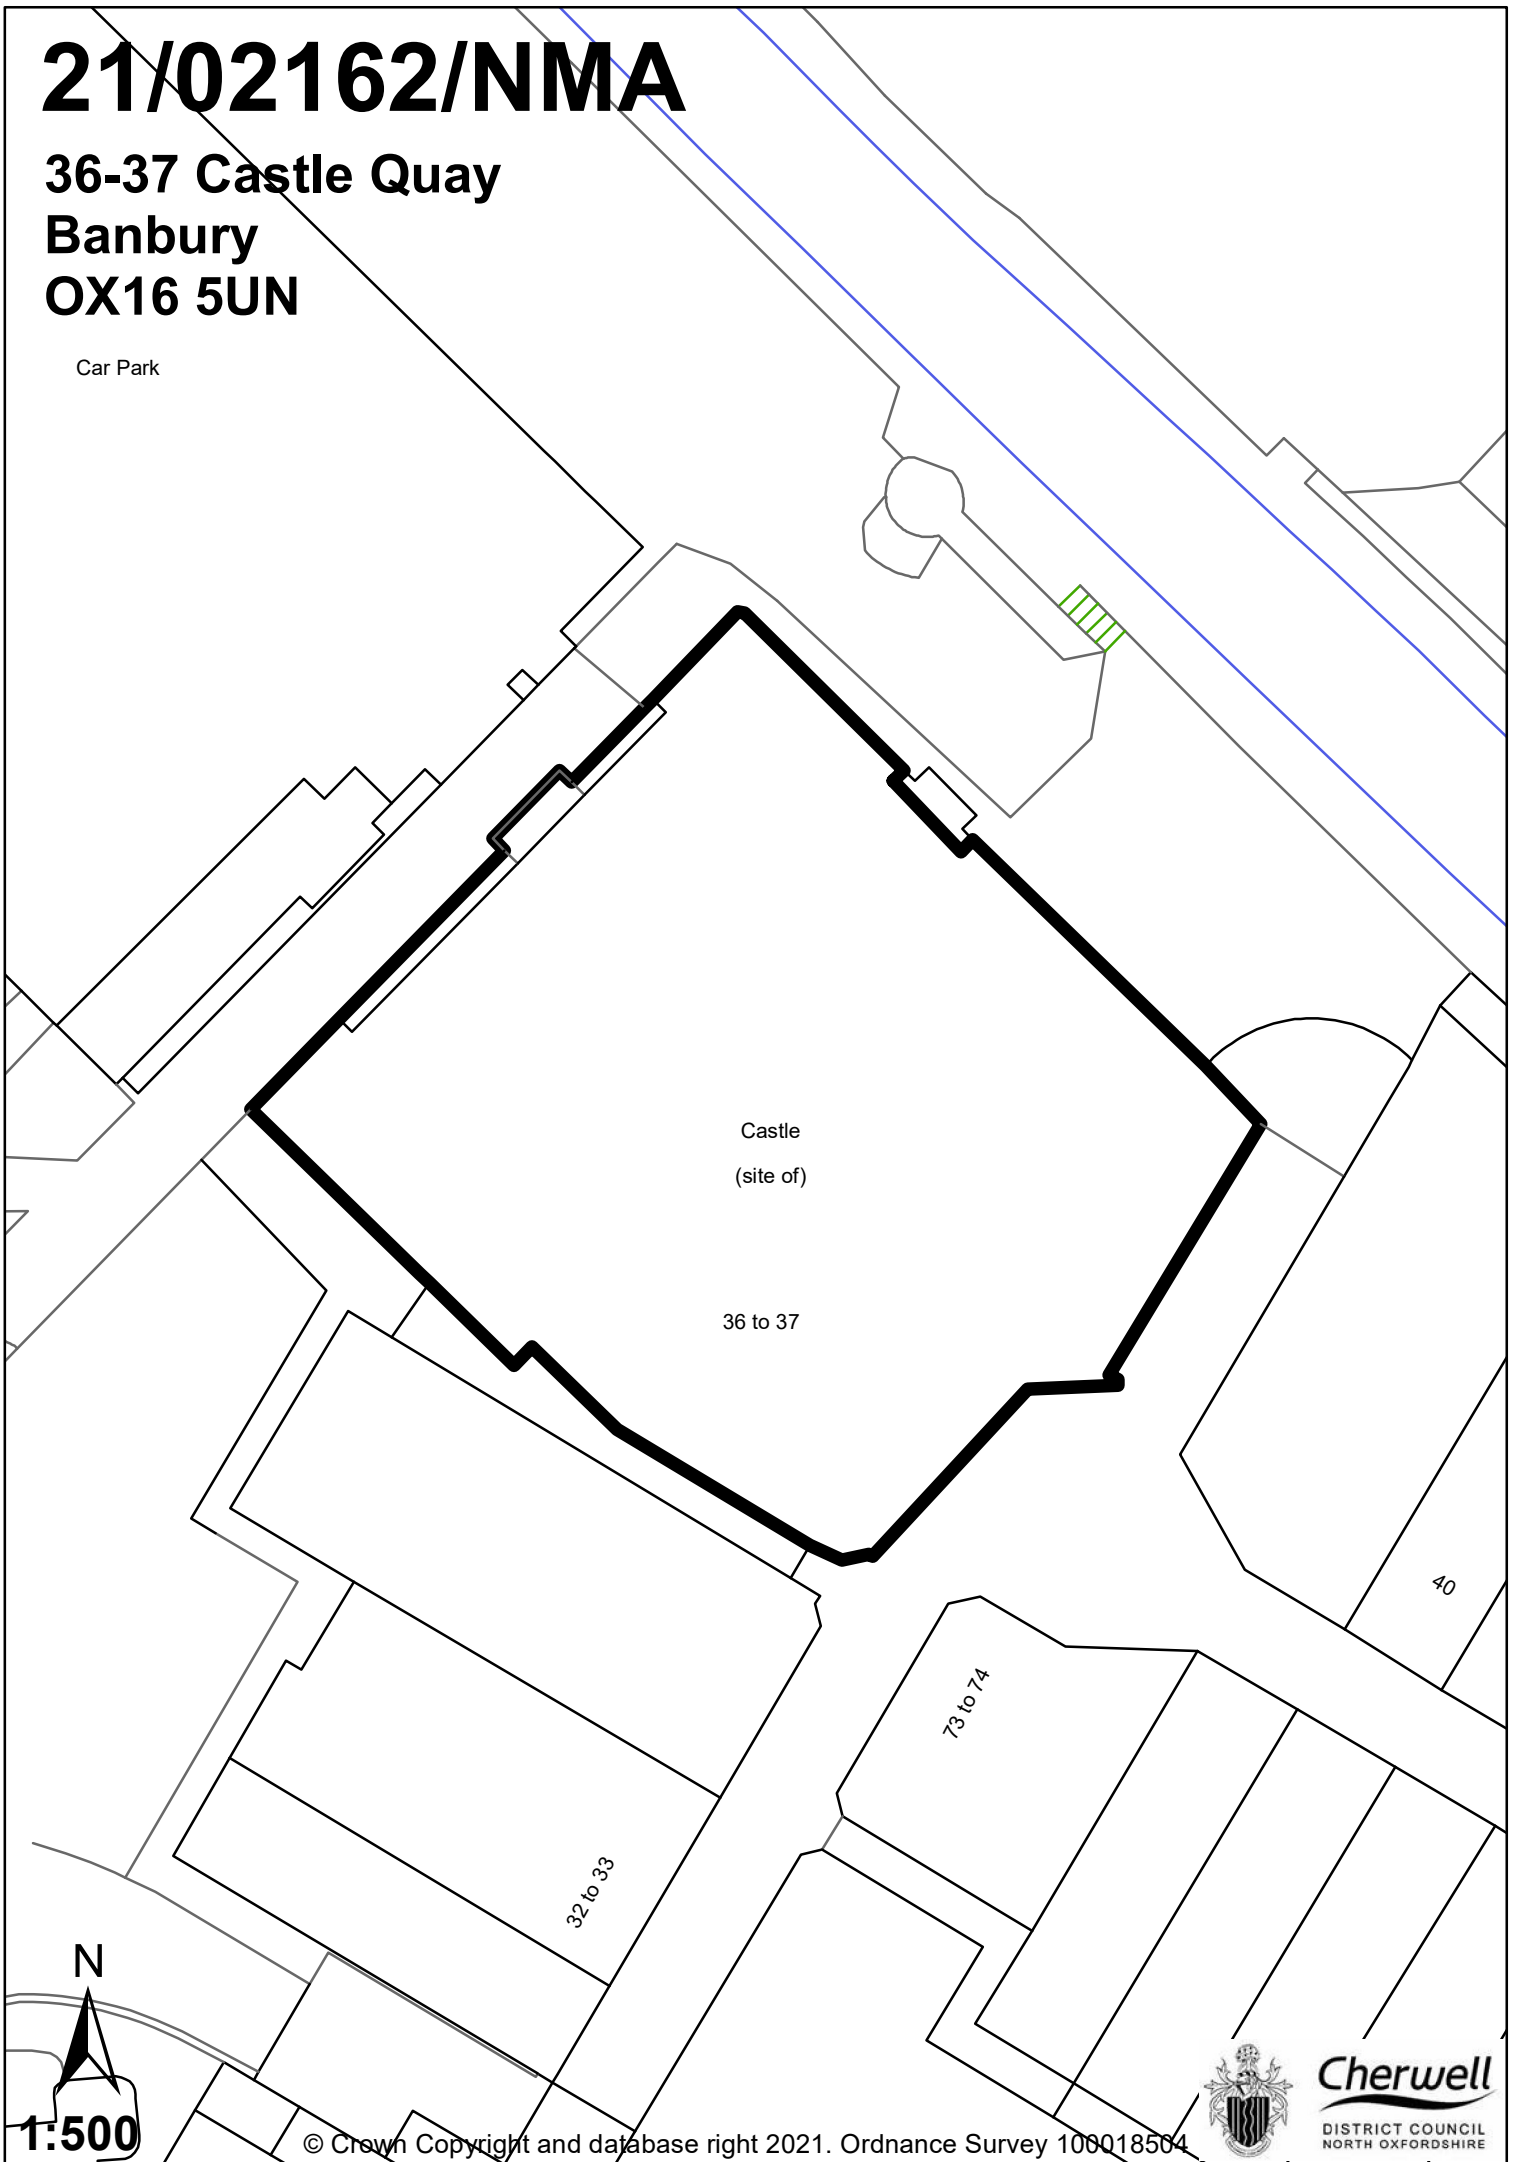 21/02162/NMA
36-37 Castle Quay
Banbury
OX16 5UN
Car Park
Castle
(site of)
36 to 37
40
73 to 74
32 to 33
N
1:500
© Crown Copyright and database right 2021. Ordnance Survey 100018504
Cherwell
DISTRICT COUNCIL
NORTH OXFORDSHIRE